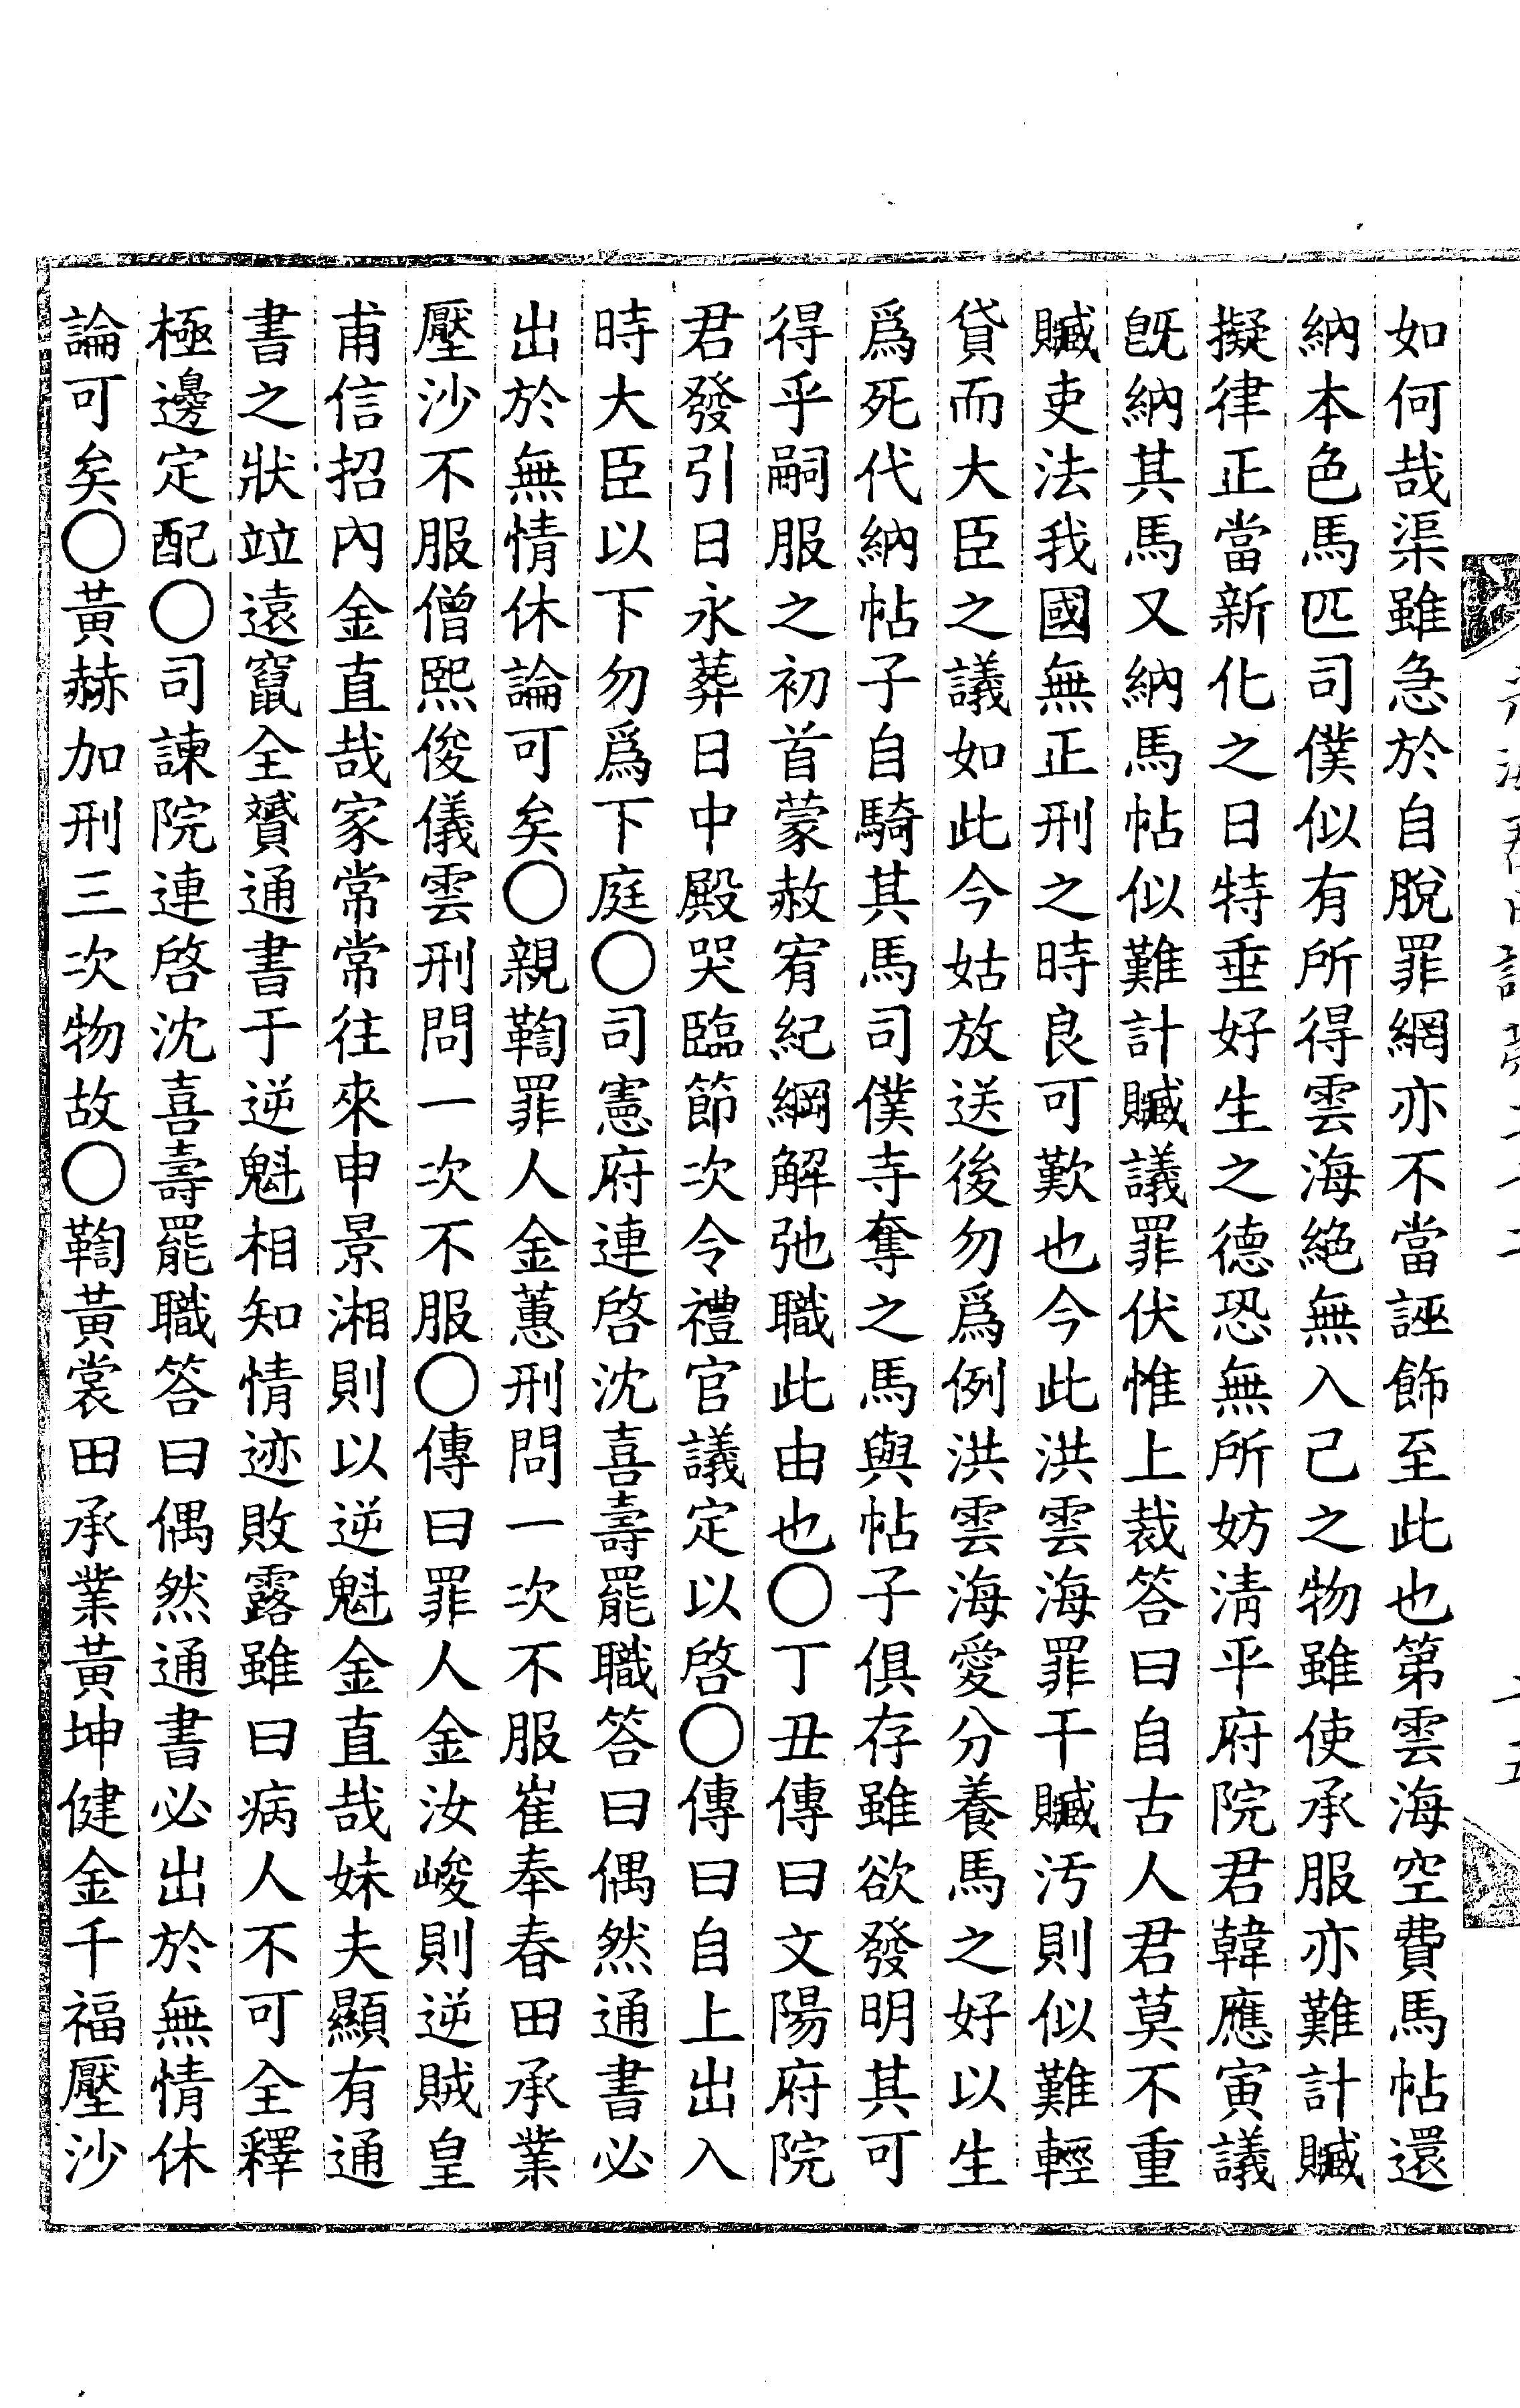 如何哉渠雖急於自脫罪網亦不當誣飾至此也第雲海空費馬帖還
納本色馬匹司僕似有所得雲海絕無入己之物雖使承服亦難計贓
擬律正當新化之日特垂好生之德恐無所妨淸平府院君韓應寅議
旣納其馬又納馬帖似難計贓議罪伏惟上裁答曰自古人君莫不重
贓吏法我國無正刑之時良可歎也今此洪雲海罪干贓汚則似難輕
貸而大臣之議如此今姑放送後勿爲例洪雲海愛分養馬之好以生
爲死代納帖子自騎其馬司僕寺奪之馬與帖子俱存雖欲發明其可
得乎嗣服之初首蒙赦宥紀綱解弛職此由也○丁丑傳曰文陽府院
君發引日永葬日中殿哭臨節次令禮官議定以啓○傳曰自上出入
時大臣以下勿爲下庭○司憲府連啓沈喜壽罷職答曰偶然通書必
出於無情休論可矣○親鞫罪人金蕙刑問一次不服崔奉春田承業
壓沙不服僧熙俊儀雲刑問一次不服○傳曰罪人金汝峻則逆賊皇
甫信招內金直哉家常常往來申景湘則以逆魁金直哉妹夫顯有通
書之狀竝遠竄全贇通書于逆魁相知情迹敗露雖曰病人不可全釋
極邊定配○司諫院連啓沈喜壽罷職答曰偶然通書必出於無情休
論可矣○黃赫加刑三次物故○鞫黃裳田承業黃坤健金千福壓沙